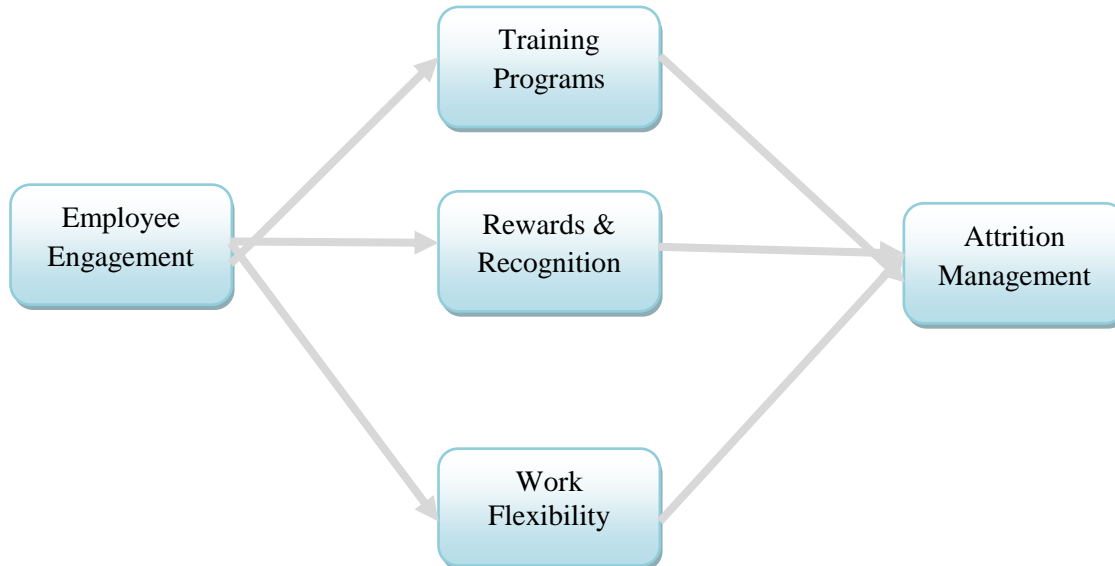 Training
Programs
Employee
Engagement
Rewards &
Recognition
Attrition
Management
Work
Flexibility